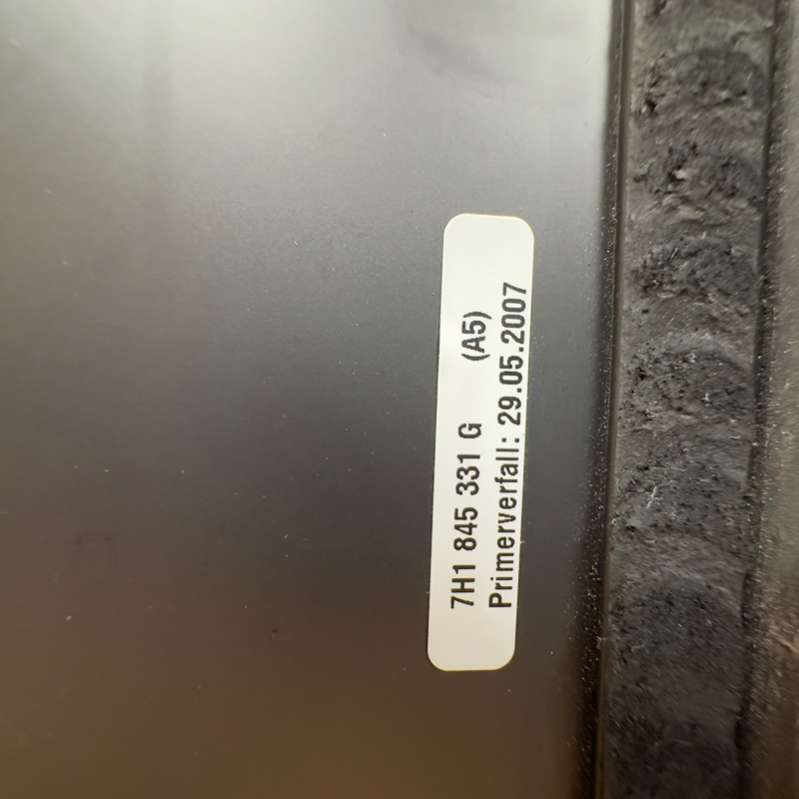 7H1 845 331 G (A5)
Primerverfall: 29.05.2007